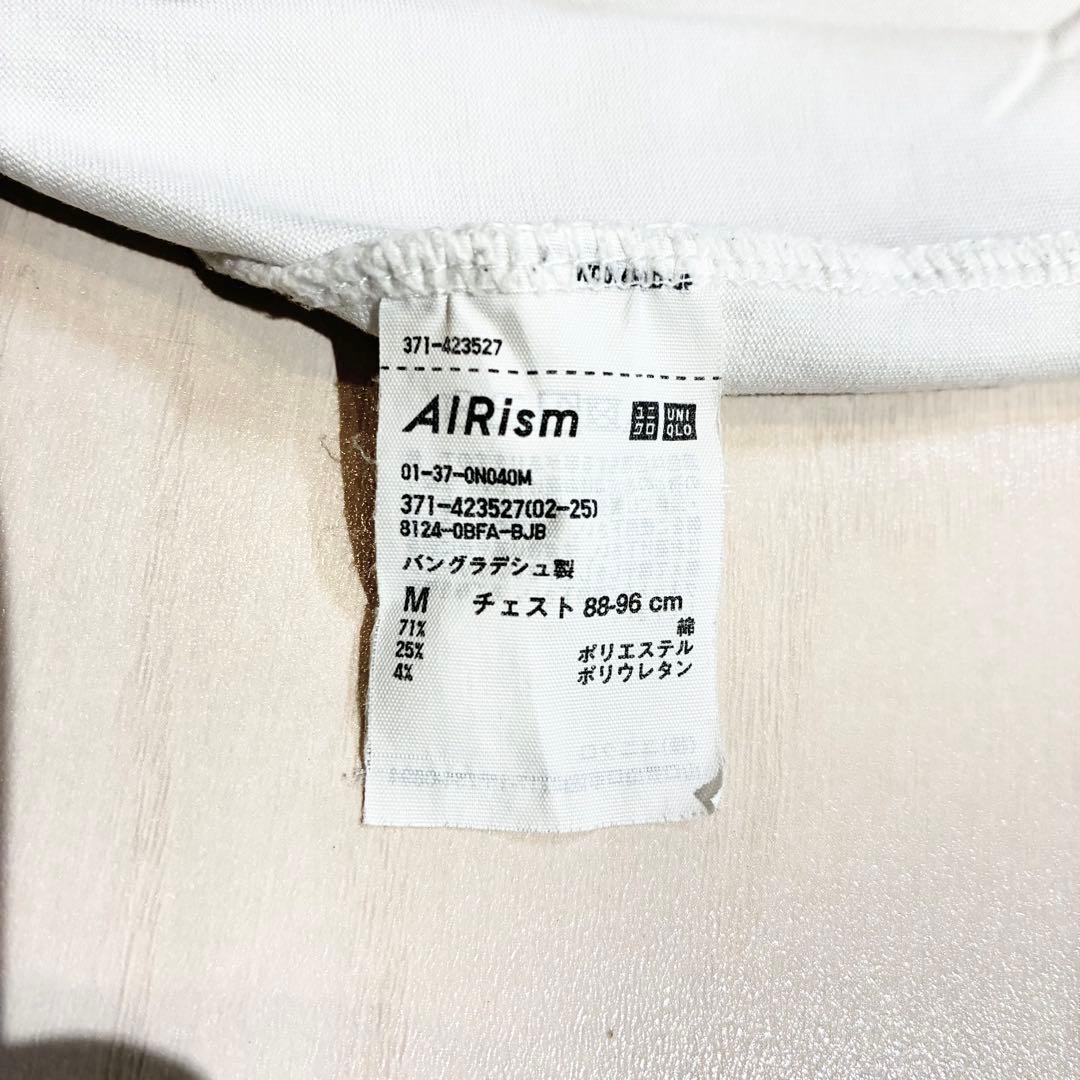 371-423527
AIRism ユニクロ UNIQLO
01-37-0N040M
371-423527(02-25)
8124-0BFA-BJB
バングラデシュ製
M チェスト 88-96 cm
71% 綿
25% ポリエステル
4% ポリウレタン